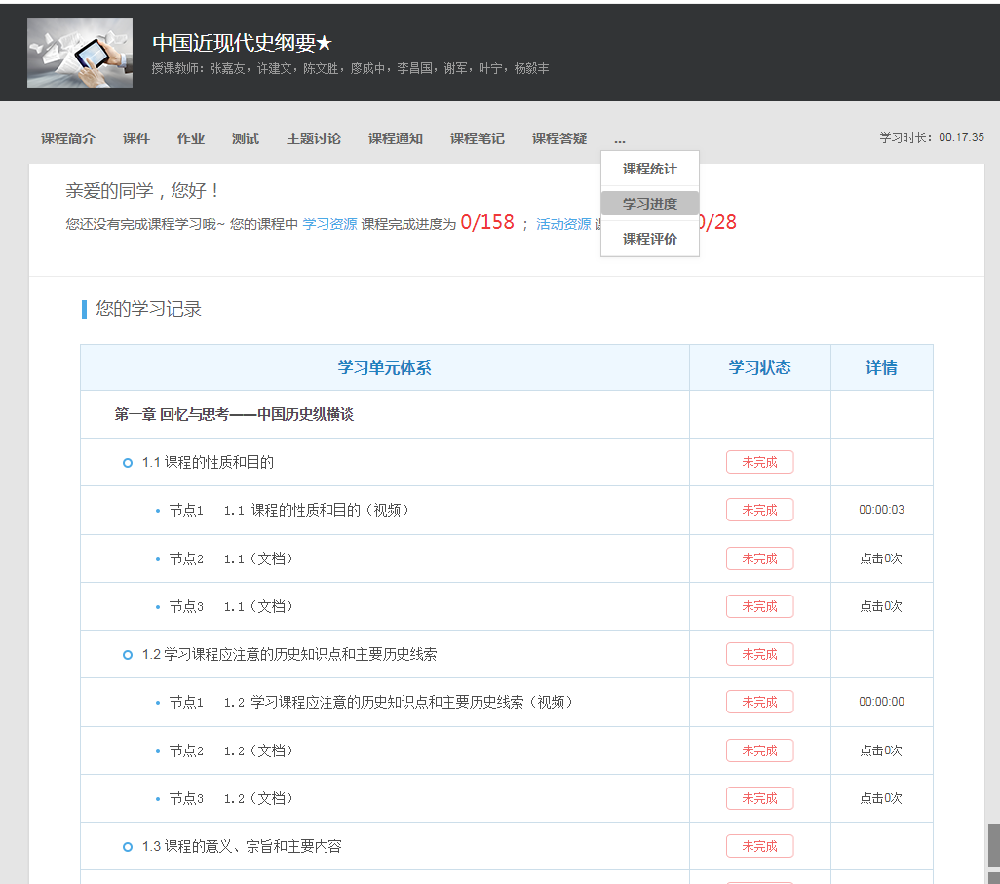 中国近现代史纲要★
授课教师：张嘉友，许建文，陈文胜，廖成中，李昌国，谢军，叶宁，杨毅丰
课程简介 课件 作业 测试 主题讨论 课程通知 课程笔记 课程答疑 ... 学习时长：00:17:35
课程统计
学习进度
课程评价
亲爱的同学，您好！
您还没有完成课程学习哦~ 您的课程中 学习资源 课程完成进度为 0/158 ； 活动资源 0/28
您的学习记录
学习单元体系 学习状态 详情
第一章 回忆与思考——中国历史纵横谈
1.1 课程的性质和目的 未完成
节点1 1.1 课程的性质和目的（视频） 未完成 00:00:03
节点2 1.1（文档） 未完成 点击0次
节点3 1.1（文档） 未完成 点击0次
1.2 学习课程应注意的历史知识点和主要历史线索 未完成
节点1 1.2 学习课程应注意的历史知识点和主要历史线索（视频） 未完成 00:00:00
节点2 1.2（文档） 未完成 点击0次
节点3 1.2（文档） 未完成 点击0次
1.3 课程的意义、宗旨和主要内容 未完成